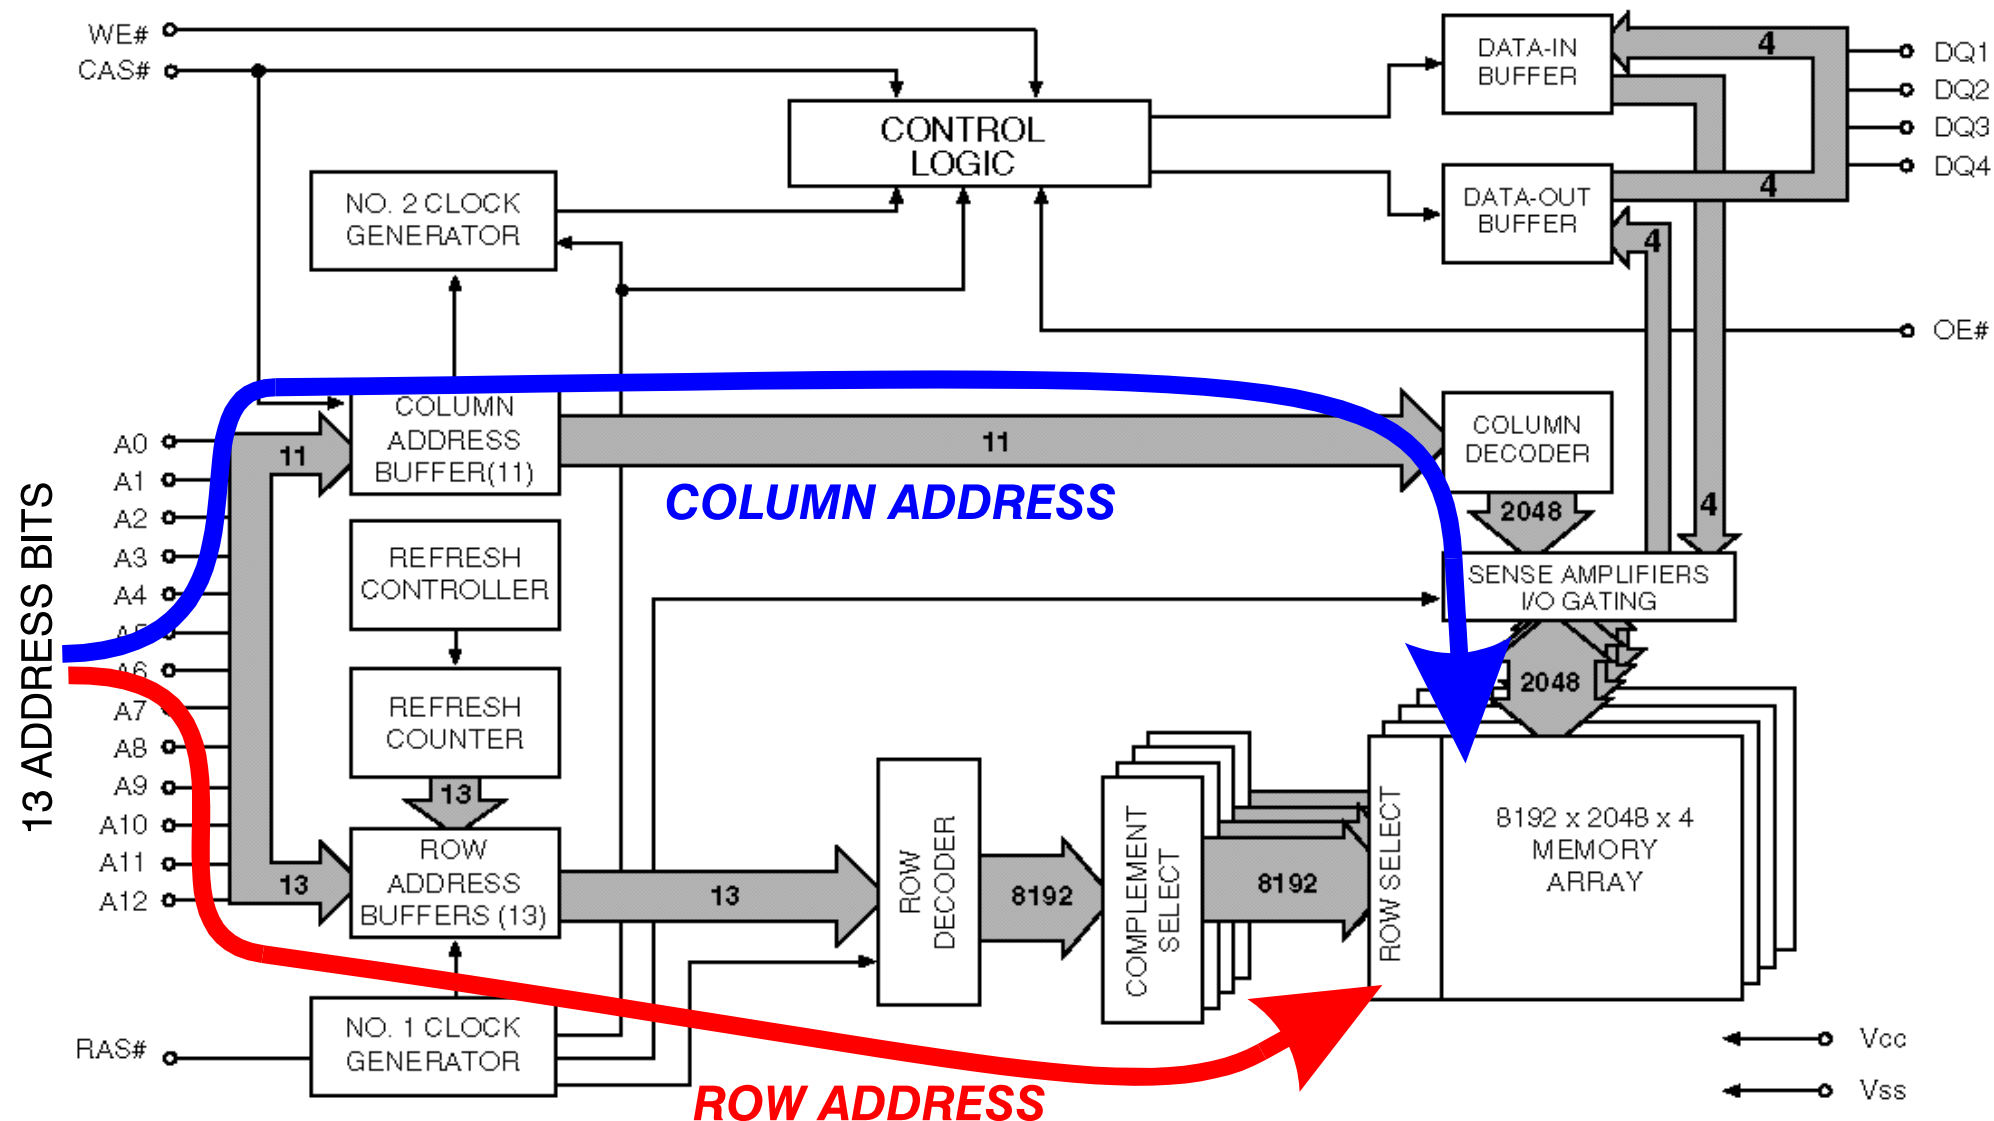 WE#
CAS#
CONTROL
LOGIC
DATA-IN
BUFFER
4
DQ1
DQ2
DQ3
DQ4
DATA-OUT
BUFFER
4
4
NO. 2 CLOCK
GENERATOR
OE#
COLUMN
ADDRESS
BUFFER(11)
11
11
COLUMN ADDRESS
COLUMN
DECODER
2048
4
SENSE AMPLIFIERS
I/O GATING
2048
13 ADDRESS BITS
A0
A1
A2
A3
A4
A5
A6
A7
A8
A9
A10
A11
A12
REFRESH
CONTROLLER
REFRESH
COUNTER
13
13
ROW
ADDRESS
BUFFERS (13)
13
ROW
DECODER
8192
COMPLEMENT
SELECT
8192
ROW SELECT
8192 x 2048 x 4
MEMORY
ARRAY
RAS#
NO. 1 CLOCK
GENERATOR
ROW ADDRESS
Vcc
Vss